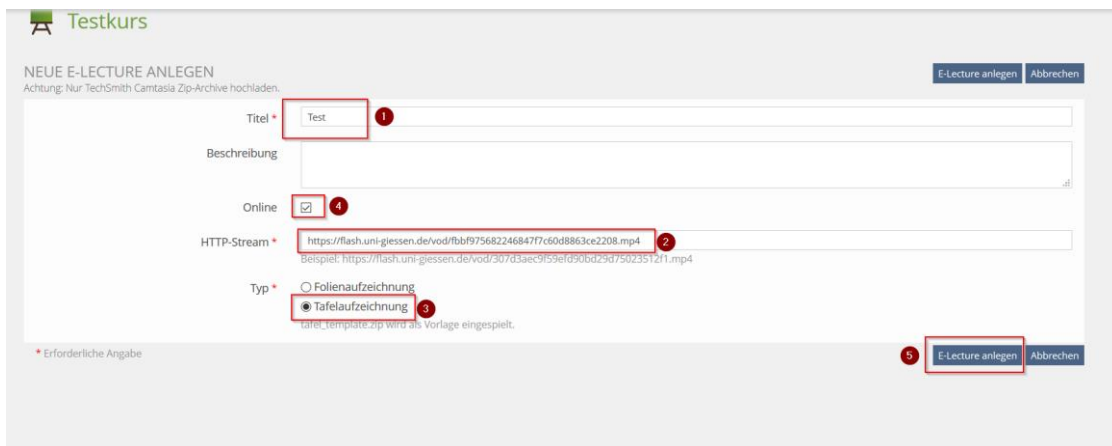 Testkurs
NEUE E-LECTURE ANLEGEN
E-Lecture anlegen Abbrechen
Achtung: Nur TechSmith Camtasia Zip-Archive hochladen.
Titel * Test 1
Beschreibung
Online 4
HTTP-Stream * https://flash.uni-giessen.de/vod/fbbf975682246847f7c60d8863ce2208.mp4 2
Beispiel: https://flash.uni-giessen.de/vod/307d3aec9f59efd90bd29d75023512f1.mp4
Typ * Folienaufzeichnung
Tafelaufzeichnung 3
tafel_template.zip wird als Vorlage eingespielt.
* Erforderliche Angabe 5 E-Lecture anlegen Abbrechen